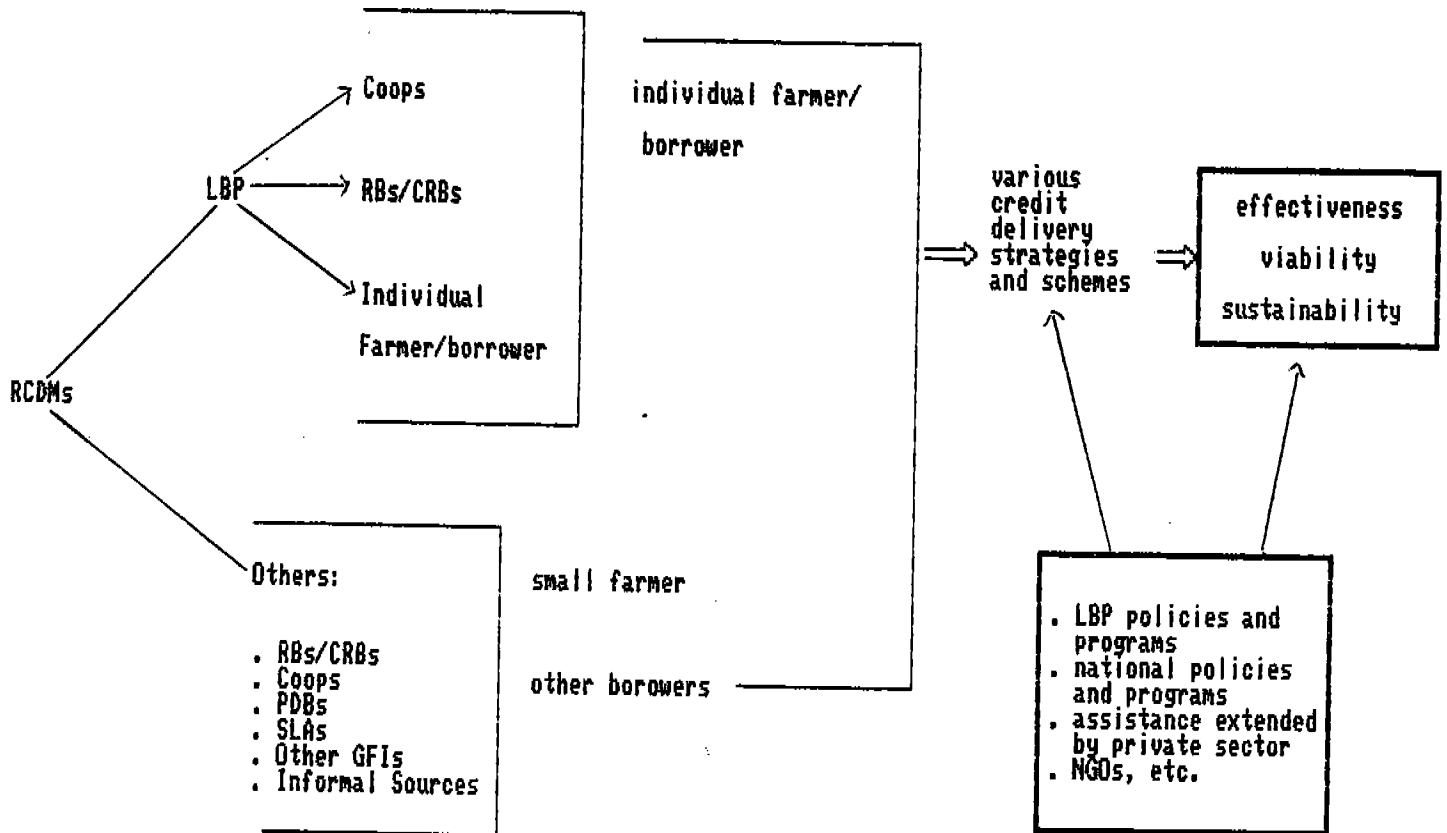 RCDMs
LBP
Coops
RBs/CRBs
Individual
Farmer/borrower
individual farmer/
borrower
Others:
. RBs/CRBs
. Coops
. PDBs
. SLAs
. Other GFIs
. Informal Sources
small farmer
other borowers
various
credit
delivery
strategies
and schemes
effectiveness
viability
sustainability
. LBP policies and
programs
. national policies
and programs
. assistance extended
by private sector
. NGOs, etc.